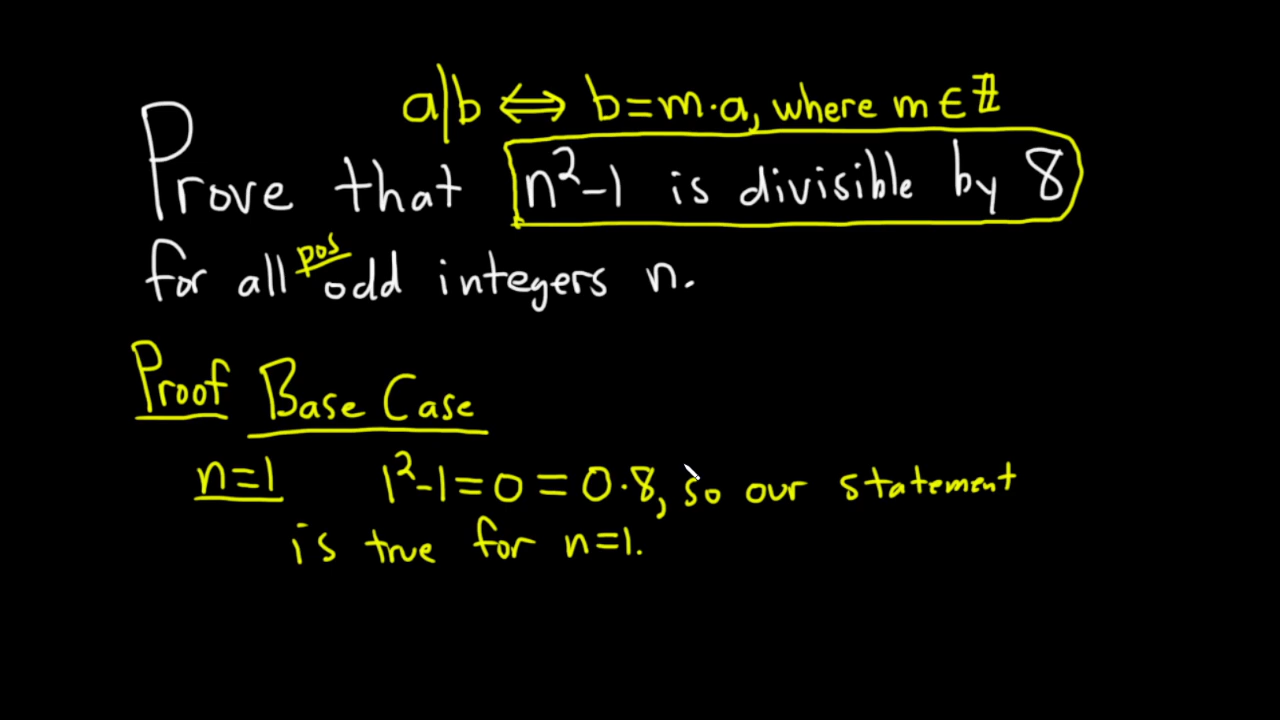 a|b ⇔ b=m·a, where m∈ℤ
Prove that n²-1 is divisible by 8
for all pos odd integers n.
Proof Base Case
n=1 1²-1=0=0·8, so our statement
is true for n=1.